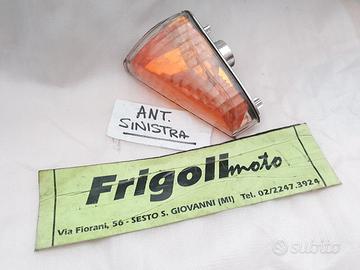 ANT.
SINISTRA
Frigolimoto
Via Fiorani, 56 - SESTO S. GIOVANNI (MI) Tel. 02/2247.3924
subito